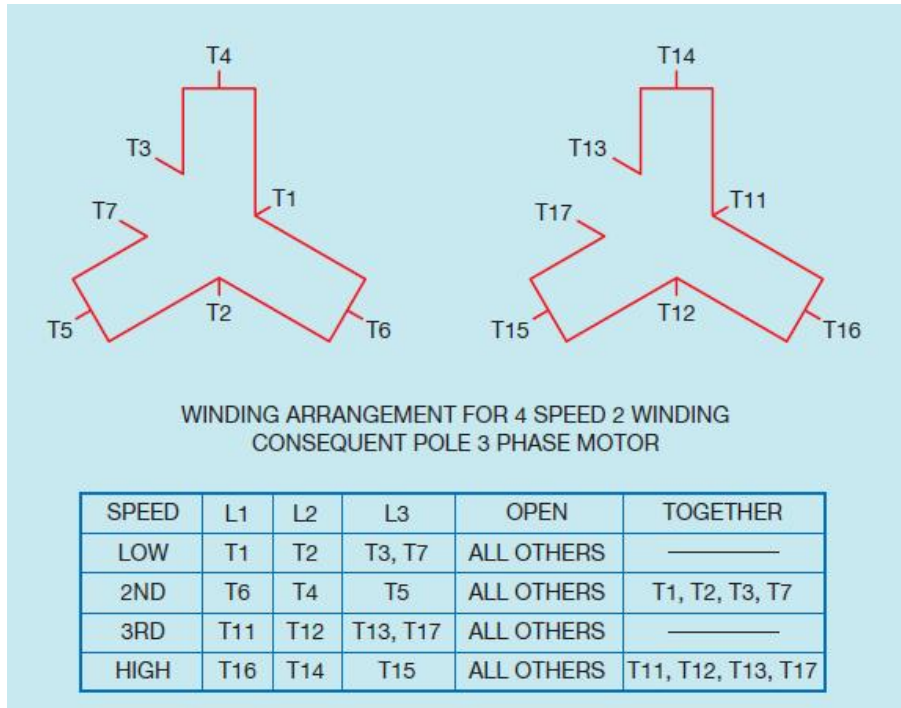 T4
T14
T3
T13
T7
T1
T17
T11
T2
T12
T5
T6
T15
T16
WINDING ARRANGEMENT FOR 4 SPEED 2 WINDING
CONSEQUENT POLE 3 PHASE MOTOR
SPEED L1 L2 L3 OPEN TOGETHER
LOW T1 T2 T3, T7 ALL OTHERS
2ND T6 T4 T5 ALL OTHERS T1, T2, T3, T7
3RD T11 T12 T13, T17 ALL OTHERS
HIGH T16 T14 T15 ALL OTHERS T11, T12, T13, T17